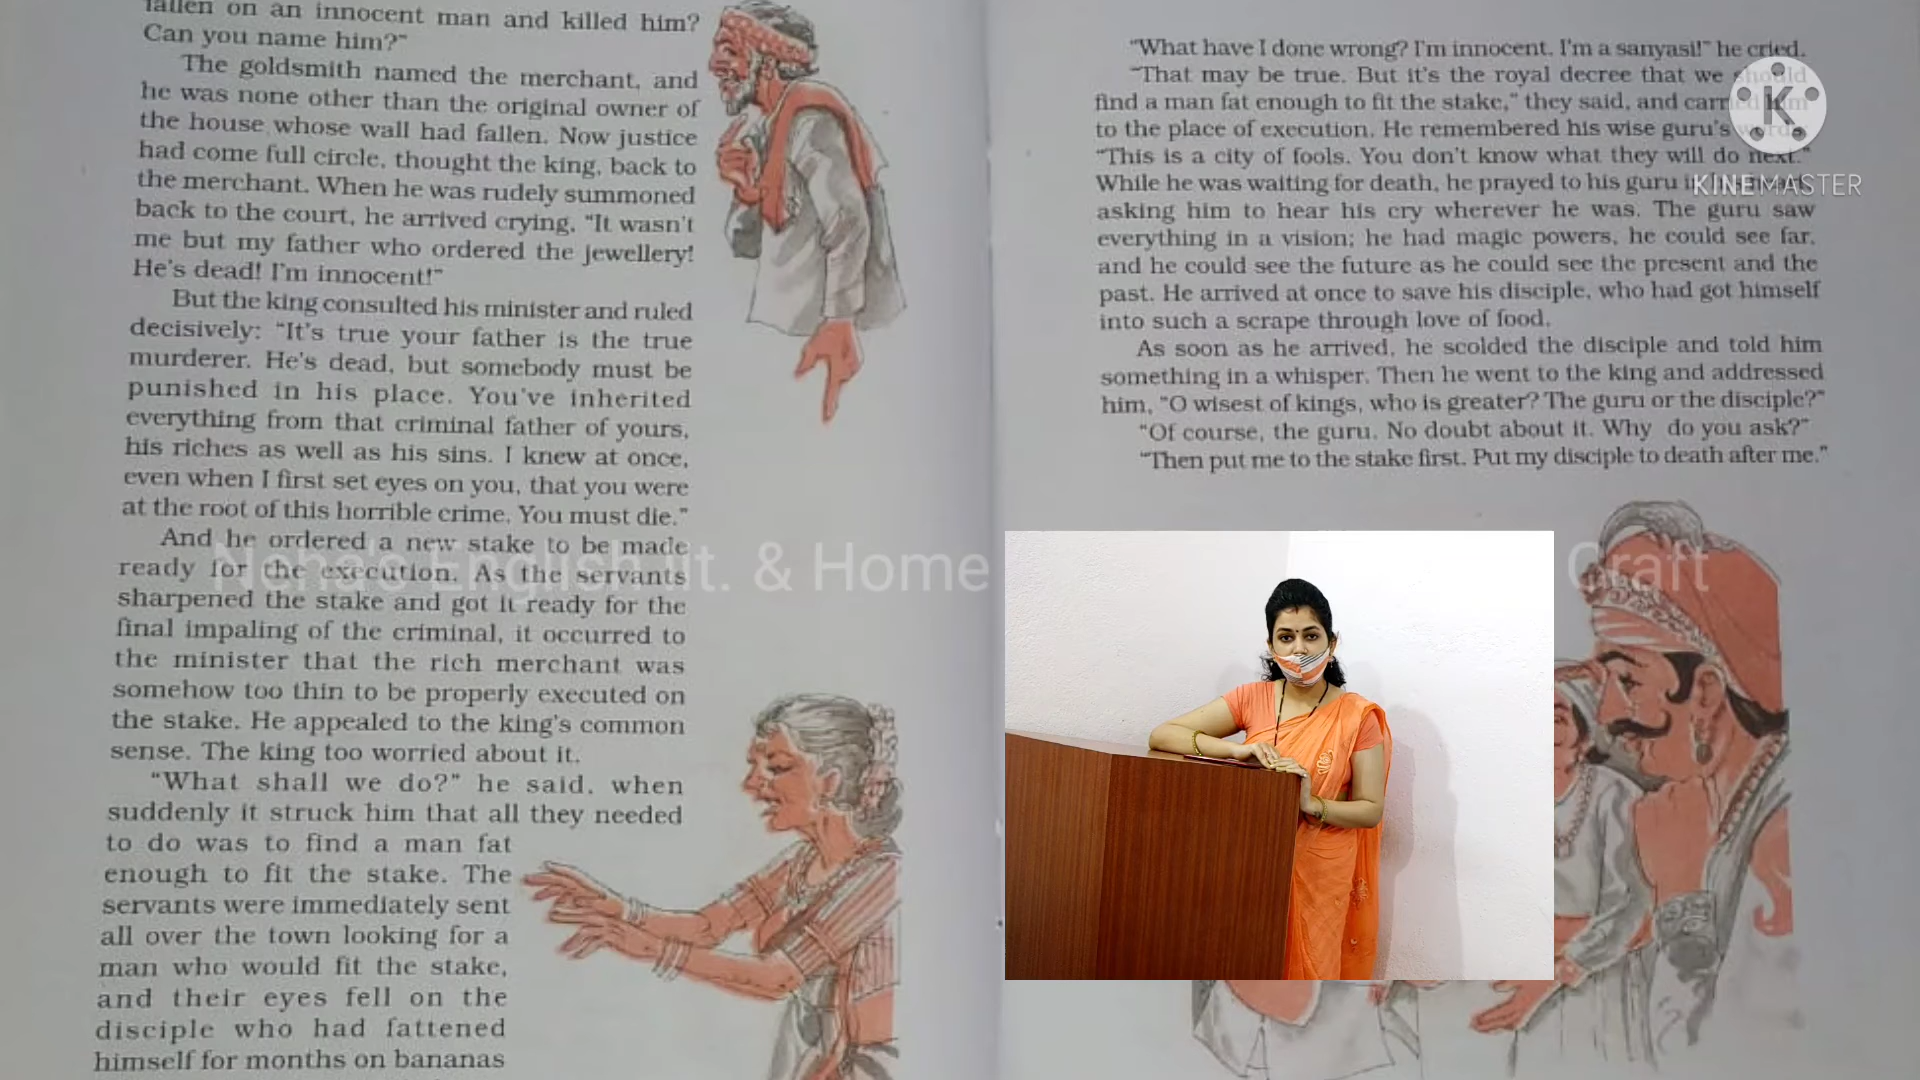 fallen on an innocent man and killed him?
Can you name him?"
The goldsmith named the merchant, and
he was none other than the original owner of
the house whose wall had fallen. Now justice
had come full circle, thought the king, back to
the merchant. When he was rudely summoned
back to the court, he arrived crying, "It wasn't
me but my father who ordered the jewellery!
He's dead! I'm innocent!"
But the king consulted his minister and ruled
decisively: "It's true your father is the true
murderer. He's dead, but somebody must be
punished in his place. You've inherited
everything from that criminal father of yours,
his riches as well as his sins. I knew at once,
even when I first set eyes on you, that you were
at the root of this horrible crime. You must die."
And he ordered a new stake to be made
ready for the execution. As the servants
sharpened the stake and got it ready for the
final impaling of the criminal, it occurred to
the minister that the rich merchant was
somehow too thin to be properly executed on
the stake. He appealed to the king's common
sense. The king too worried about it.
"What shall we do?" he said, when
suddenly it struck him that all they needed
to do was to find a man fat
enough to fit the stake. The
servants were immediately sent
all over the town looking for a
man who would fit the stake,
and their eyes fell on the
disciple who had fattened
himself for months on bananas
"What have I done wrong? I'm innocent. I'm a sanyasi!" he cried.
"That may be true. But it's the royal decree that we should
find a man fat enough to fit the stake," they said, and carried him
to the place of execution. He remembered his wise guru's words:
"This is a city of fools. You don't know what they will do next."
While he was waiting for death, he prayed to his guru in
asking him to hear his cry wherever he was. The guru saw
everything in a vision; he had magic powers, he could see far,
and he could see the future as he could see the present and the
past. He arrived at once to save his disciple, who had got himself
into such a scrape through love of food.
As soon as he arrived, he scolded the disciple and told him
something in a whisper. Then he went to the king and addressed
him, "O wisest of kings, who is greater? The guru or the disciple?"
"Of course, the guru. No doubt about it. Why do you ask?"
"Then put me to the stake first. Put my disciple to death after me."
K
KINEMASTER
Neha's English lit. & Home Craft